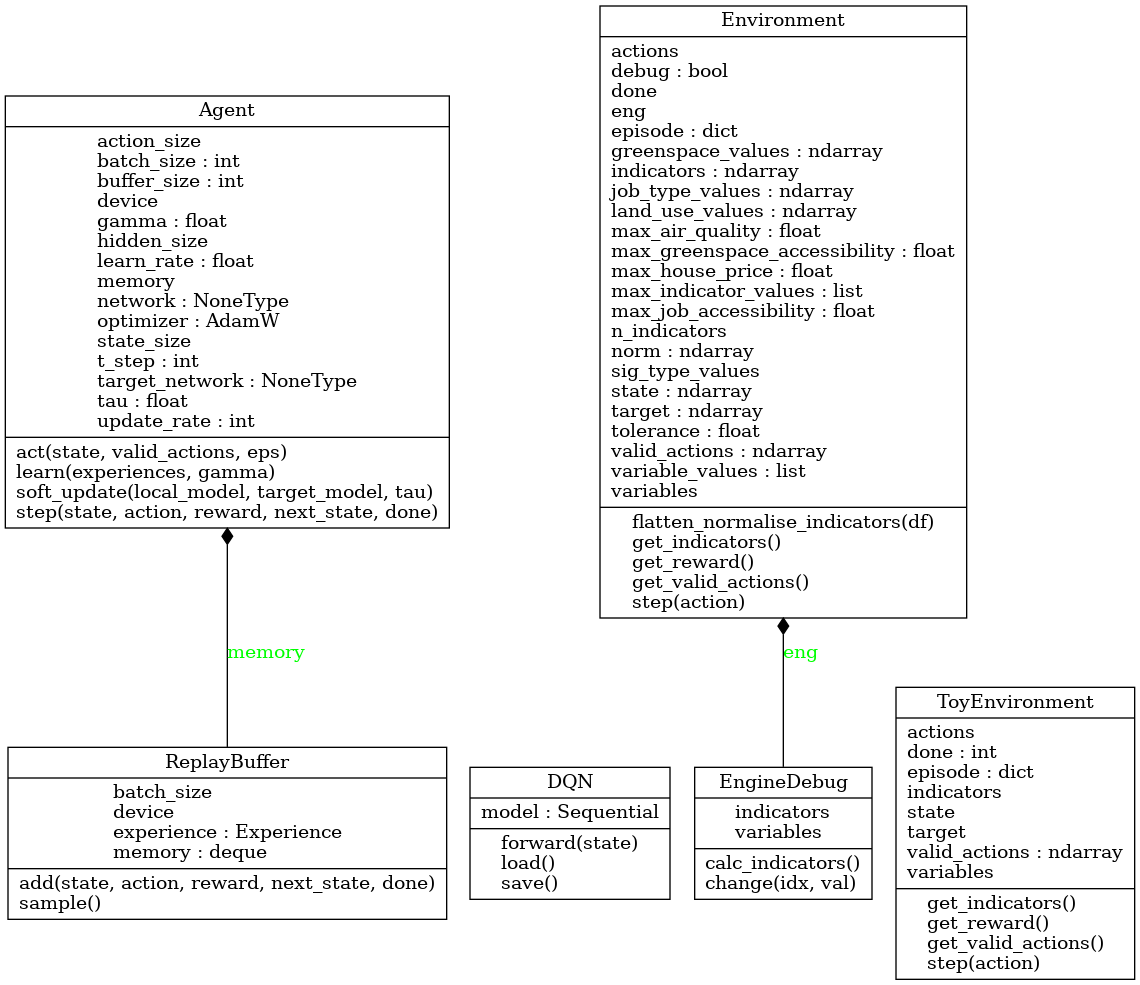 Agent
action_size
batch_size : int
buffer_size : int
device
gamma : float
hidden_size
learn_rate : float
memory
network : NoneType
optimizer : AdamW
state_size
t_step : int
target_network : NoneType
tau : float
update_rate : int
act(state, valid_actions, eps)
learn(experiences, gamma)
soft_update(local_model, target_model, tau)
step(state, action, reward, next_state, done)
Environment
actions
debug : bool
done
eng
episode : dict
greenspace_values : ndarray
indicators : ndarray
job_type_values : ndarray
land_use_values : ndarray
max_air_quality : float
max_greenspace_accessibility : float
max_house_price : float
max_indicator_values : list
max_job_accessibility : float
n_indicators
norm : ndarray
sig_type_values
state : ndarray
target : ndarray
tolerance : float
valid_actions : ndarray
variable_values : list
variables
flatten_normalise_indicators(df)
get_indicators()
get_reward()
get_valid_actions()
step(action)
memory
eng
ReplayBuffer
batch_size
device
experience : Experience
memory : deque
add(state, action, reward, next_state, done)
sample()
DQN
model : Sequential
forward(state)
load()
save()
EngineDebug
indicators
variables
calc_indicators()
change(idx, val)
ToyEnvironment
actions
done : int
episode : dict
indicators
state
target
valid_actions : ndarray
variables
get_indicators()
get_reward()
get_valid_actions()
step(action)